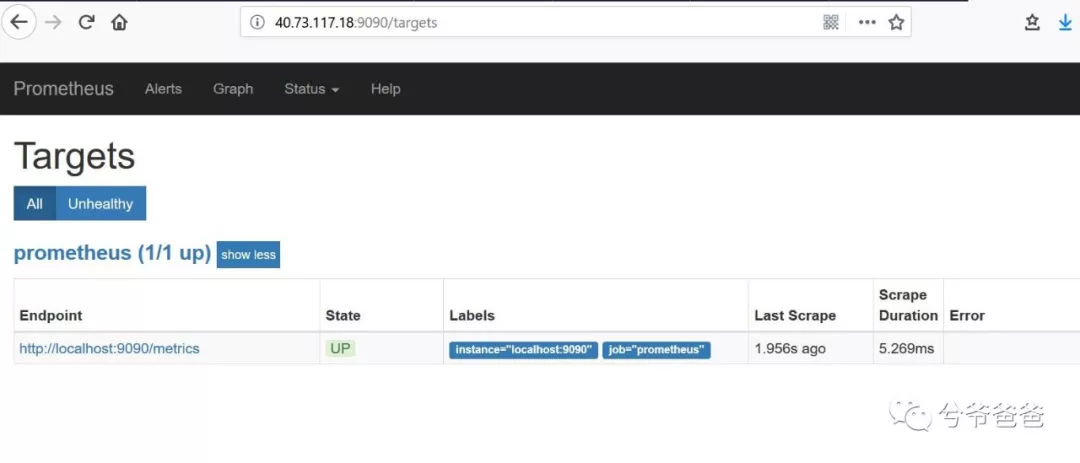 40.73.117.18:9090/targets
Prometheus Alerts Graph Status Help
Targets
All Unhealthy
prometheus (1/1 up) show less
Endpoint State Labels Last Scrape Scrape Duration Error
http://localhost:9090/metrics UP instance="localhost:9090" job="prometheus" 1.956s ago 5.269ms
兮爷爸爸